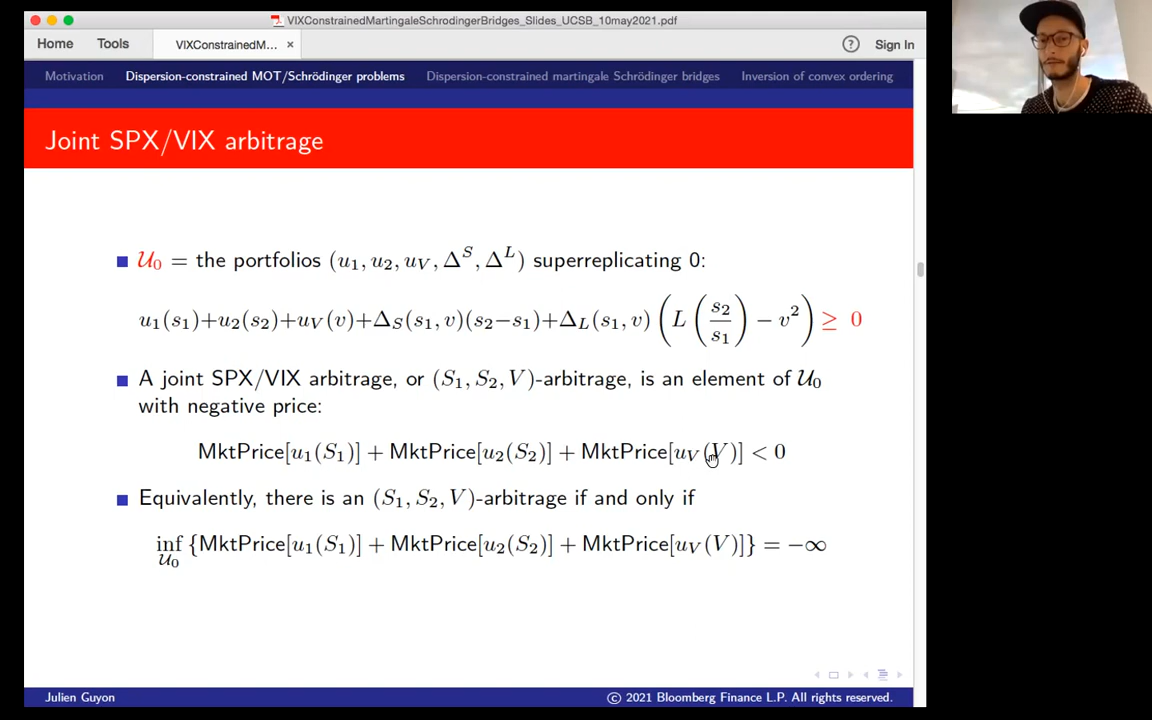 VIXConstrainedMartingaleSchrodingerBridges_Slides_UCSB_10may2021.pdf
Home Tools VIXConstrainedM... × ? Sign In
Motivation Dispersion-constrained MOT/Schrödinger problems Dispersion-constrained martingale Schrödinger bridges Inversion of convex ordering
Joint SPX/VIX arbitrage
𝒰₀ = the portfolios (u₁, u₂, u_V, Δ^S, Δ^L) superreplicating 0:
u₁(s₁)+u₂(s₂)+u_V(v)+Δ_S(s₁, v)(s₂−s₁)+Δ_L(s₁, v) (L (s₂/s₁) − v²) ≥ 0
A joint SPX/VIX arbitrage, or (S₁, S₂, V)-arbitrage, is an element of 𝒰₀
with negative price:
MktPrice[u₁(S₁)] + MktPrice[u₂(S₂)] + MktPrice[u_V(V)] < 0
Equivalently, there is an (S₁, S₂, V)-arbitrage if and only if
inf_𝒰₀ {MktPrice[u₁(S₁)] + MktPrice[u₂(S₂)] + MktPrice[u_V(V)]} = −∞
Julien Guyon © 2021 Bloomberg Finance L.P. All rights reserved.